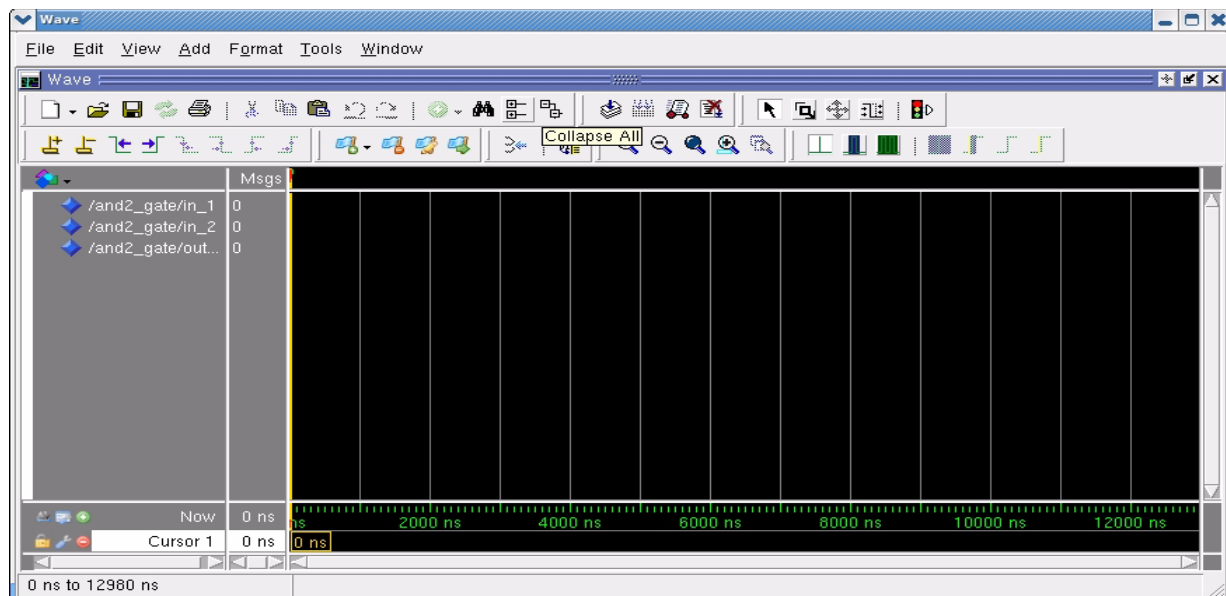 Wave
File Edit View Add Format Tools Window
Wave
Collapse All
Msgs
/and2_gate/in_1 0
/and2_gate/in_2 0
/and2_gate/out... 0
Now 0 ns ns 2000 ns 4000 ns 6000 ns 8000 ns 10000 ns 12000 ns
Cursor 1 0 ns 0 ns
0 ns to 12980 ns